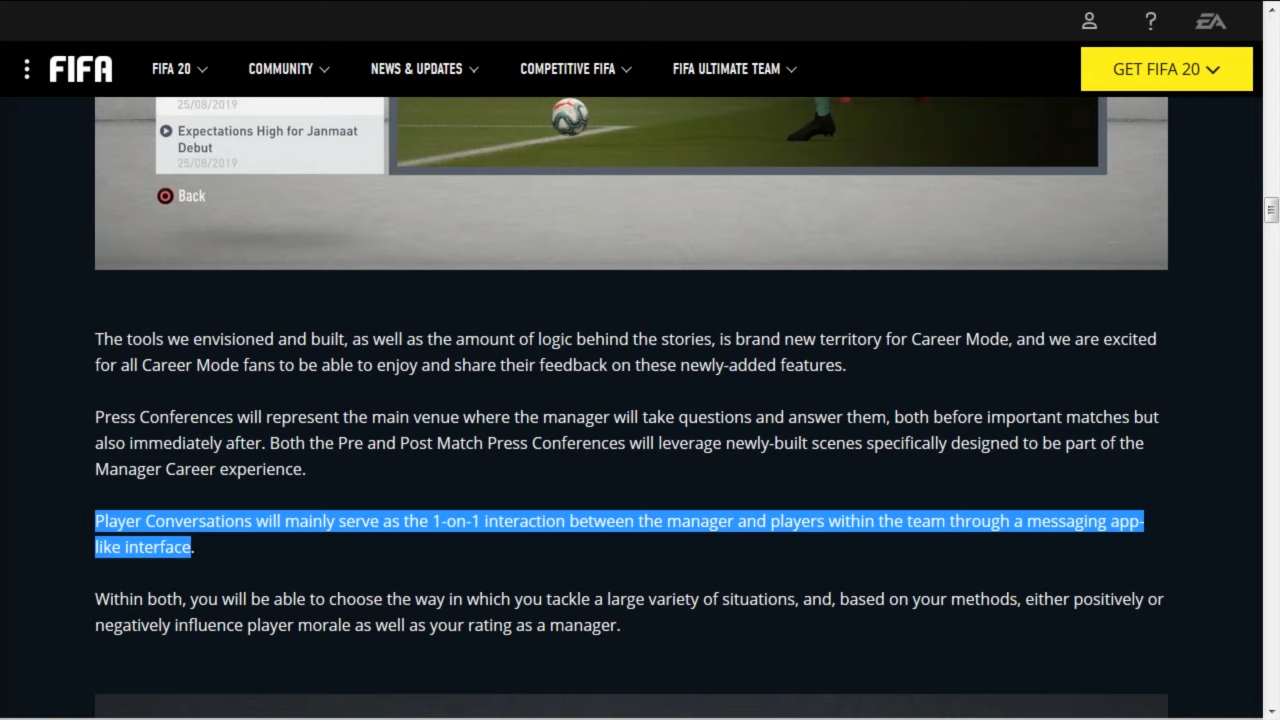 EA
FIFA
FIFA 20
COMMUNITY
NEWS & UPDATES
COMPETITIVE FIFA
FIFA ULTIMATE TEAM
GET FIFA 20
25/08/2019
Expectations High for Janmaat
Debut
25/08/2019
Back
The tools we envisioned and built, as well as the amount of logic behind the stories, is brand new territory for Career Mode, and we are excited
for all Career Mode fans to be able to enjoy and share their feedback on these newly-added features.
Press Conferences will represent the main venue where the manager will take questions and answer them, both before important matches but
also immediately after. Both the Pre and Post Match Press Conferences will leverage newly-built scenes specifically designed to be part of the
Manager Career experience.
Player Conversations will mainly serve as the 1-on-1 interaction between the manager and players within the team through a messaging app-
like interface.
Within both, you will be able to choose the way in which you tackle a large variety of situations, and, based on your methods, either positively or
negatively influence player morale as well as your rating as a manager.